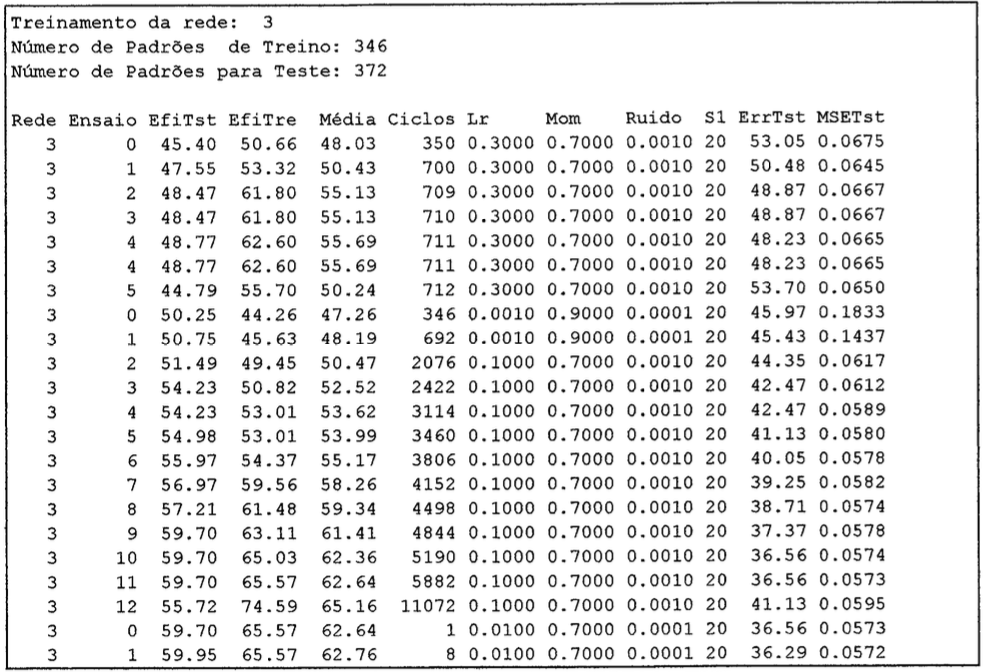 Treinamento da rede: 3
Número de Padrões de Treino: 346
Número de Padrões para Teste: 372
Rede Ensaio EfiTst EfiTre Média Ciclos Lr Mom Ruido S1 ErrTst MSETst
3 0 45.40 50.66 48.03 350 0.3000 0.7000 0.0010 20 53.05 0.0675
3 1 47.55 53.32 50.43 700 0.3000 0.7000 0.0010 20 50.48 0.0645
3 2 48.47 61.80 55.13 709 0.3000 0.7000 0.0010 20 48.87 0.0667
3 3 48.47 61.80 55.13 710 0.3000 0.7000 0.0010 20 48.87 0.0667
3 4 48.77 62.60 55.69 711 0.3000 0.7000 0.0010 20 48.23 0.0665
3 4 48.77 62.60 55.69 711 0.3000 0.7000 0.0010 20 48.23 0.0665
3 5 44.79 55.70 50.24 712 0.3000 0.7000 0.0010 20 53.70 0.0650
3 0 50.25 44.26 47.26 346 0.0010 0.9000 0.0001 20 45.97 0.1833
3 1 50.75 45.63 48.19 692 0.0010 0.9000 0.0001 20 45.43 0.1437
3 2 51.49 49.45 50.47 2076 0.1000 0.7000 0.0010 20 44.35 0.0617
3 3 54.23 50.82 52.52 2422 0.1000 0.7000 0.0010 20 42.47 0.0612
3 4 54.23 53.01 53.62 3114 0.1000 0.7000 0.0010 20 42.47 0.0589
3 5 54.98 53.01 53.99 3460 0.1000 0.7000 0.0010 20 41.13 0.0580
3 6 55.97 54.37 55.17 3806 0.1000 0.7000 0.0010 20 40.05 0.0578
3 7 56.97 59.56 58.26 4152 0.1000 0.7000 0.0010 20 39.25 0.0582
3 8 57.21 61.48 59.34 4498 0.1000 0.7000 0.0010 20 38.71 0.0574
3 9 59.70 63.11 61.41 4844 0.1000 0.7000 0.0010 20 37.37 0.0578
3 10 59.70 65.03 62.36 5190 0.1000 0.7000 0.0010 20 36.56 0.0574
3 11 59.70 65.57 62.64 5882 0.1000 0.7000 0.0010 20 36.56 0.0573
3 12 55.72 74.59 65.16 11072 0.1000 0.7000 0.0010 20 41.13 0.0595
3 0 59.70 65.57 62.64 1 0.0100 0.7000 0.0001 20 36.56 0.0573
3 1 59.95 65.57 62.76 8 0.0100 0.7000 0.0001 20 36.29 0.0572